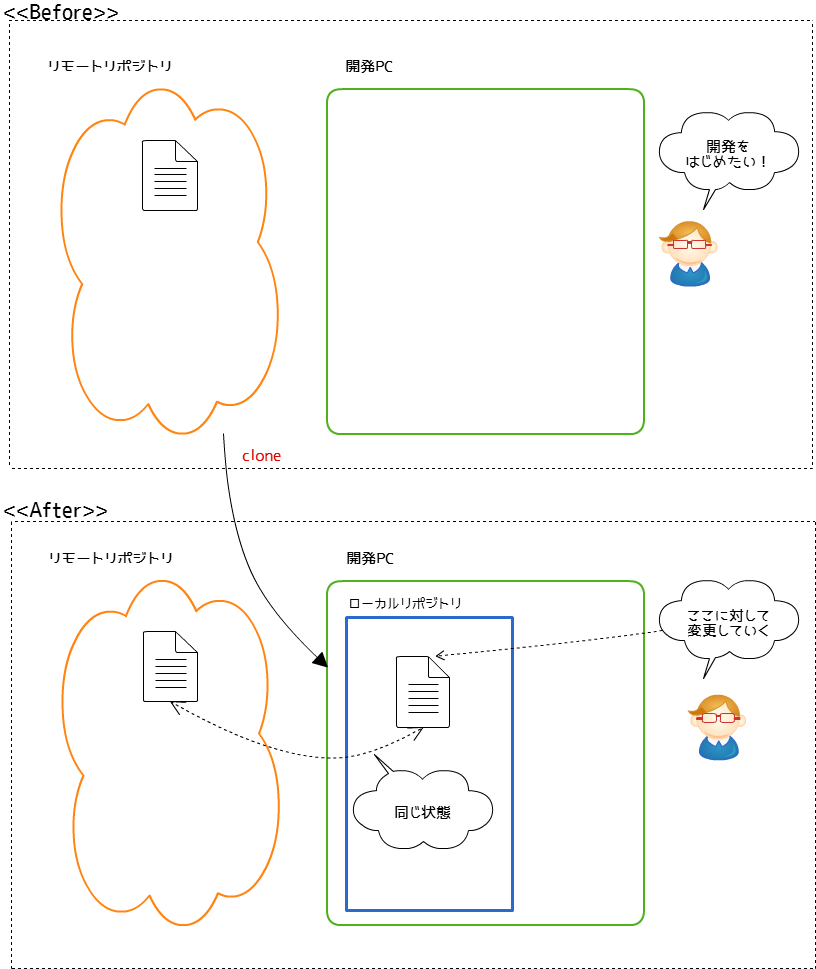 <<Before>>
リモートリポジトリ
開発PC
開発を
はじめたい！
clone
<<After>>
リモートリポジトリ
開発PC
ローカルリポジトリ
ここに対して
変更していく
同じ状態